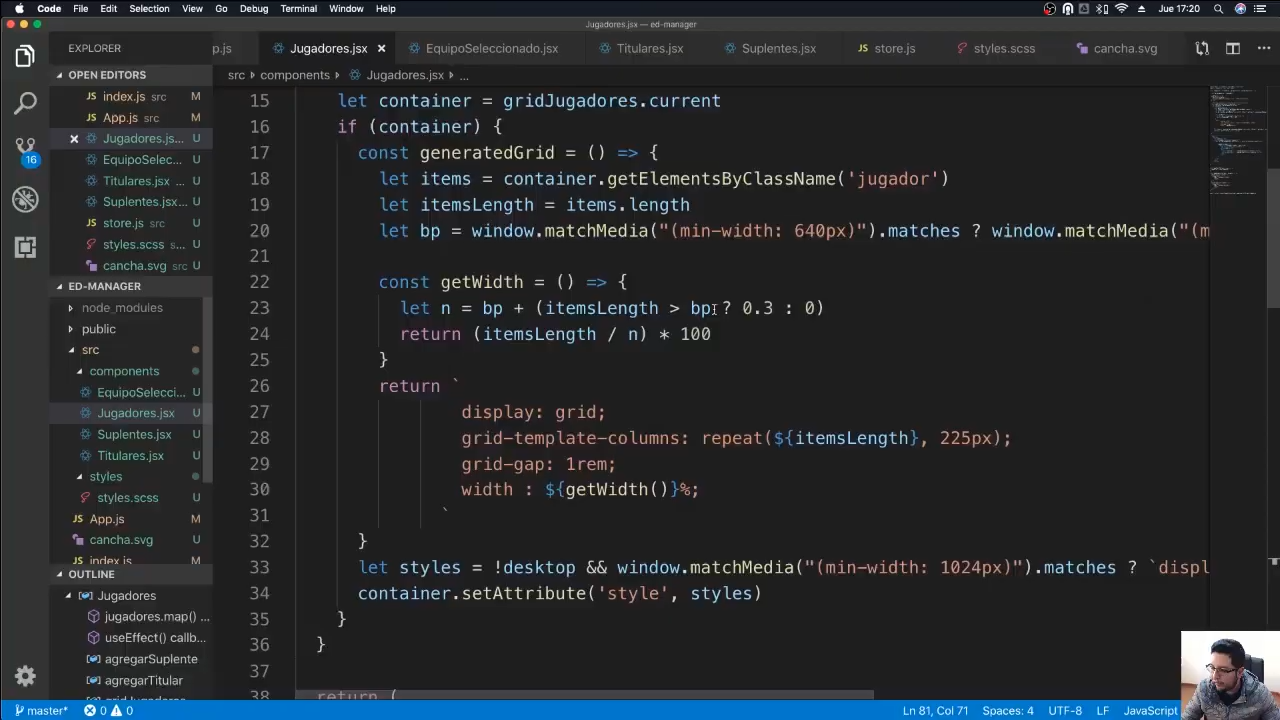 Code File Edit Selection View Go Debug Terminal Window Help
Jue 17:20
Jugadores.jsx — ed-manager
EXPLORER
p.js Jugadores.jsx EquipoSeleccionado.jsx Titulares.jsx Suplentes.jsx store.js styles.scss cancha.svg
OPEN EDITORS
index.js src M
App.js src M
Jugadores.js... U
EquipoSelec... U
Titulares.jsx ... U
Suplentes.jsx... U
store.js src U
styles.scss s... U
cancha.svg src U
ED-MANAGER
node_modules
public
src
components
EquipoSelecci... U
Jugadores.jsx U
Suplentes.jsx U
Titulares.jsx U
styles
styles.scss U
App.js M
cancha.svg U
index.js M
OUTLINE
Jugadores
jugadores.map() ...
useEffect() callb...
agregarSuplente
agregarTitular
gridJugadores
16
src › components › Jugadores.jsx › ...
15 let container = gridJugadores.current
16 if (container) {
17 const generatedGrid = () => {
18 let items = container.getElementsByClassName('jugador')
19 let itemsLength = items.length
20 let bp = window.matchMedia("(min-width: 640px)").matches ? window.matchMedia("(m
21
22 const getWidth = () => {
23 let n = bp + (itemsLength > bp ? 0.3 : 0)
24 return (itemsLength / n) * 100
25 }
26 return `
27 display: grid;
28 grid-template-columns: repeat(${itemsLength}, 225px);
29 grid-gap: 1rem;
30 width : ${getWidth()}%;
31 `
32 }
33 let styles = !desktop && window.matchMedia("(min-width: 1024px)").matches ? `displ
34 container.setAttribute('style', styles)
35 }
36 }
37
38 return (
master* 0 0 Ln 81, Col 71 Spaces: 4 UTF-8 LF JavaScript